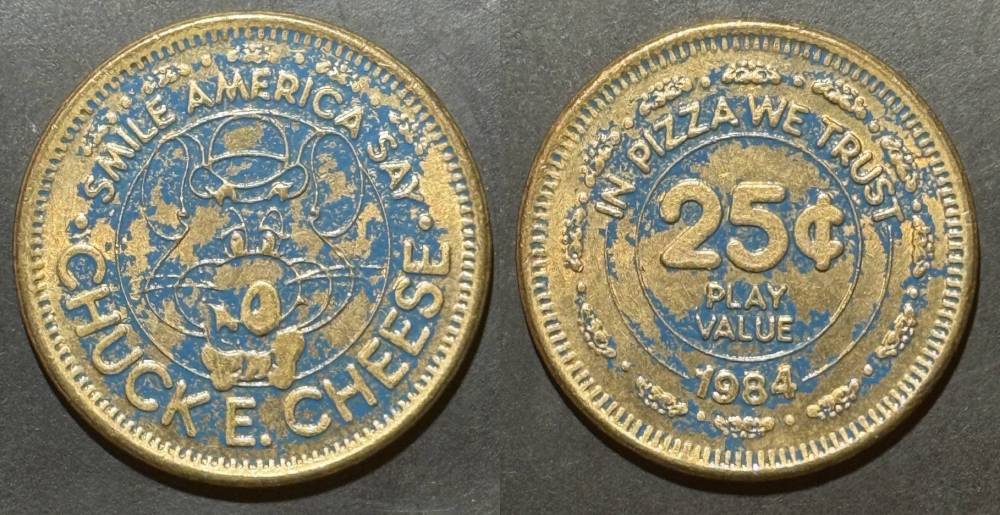 · SMILE AMERICA SAY ·
CHUCK E. CHEESE
IN PIZZA WE TRUST
25¢
PLAY
VALUE
1984